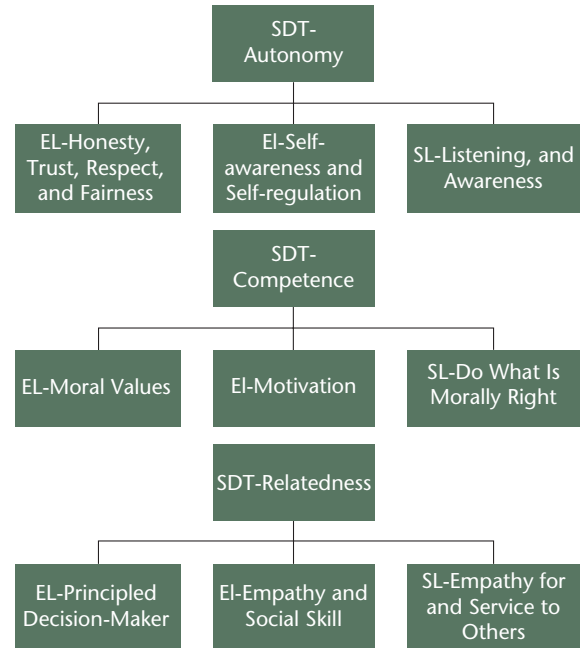 SDT-
Autonomy
EL-Honesty,
Trust, Respect,
and Fairness
El-Self-
awareness and
Self-regulation
SL-Listening, and
Awareness
SDT-
Competence
EL-Moral Values
El-Motivation
SL-Do What Is
Morally Right
SDT-Relatedness
EL-Principled
Decision-Maker
El-Empathy and
Social Skill
SL-Empathy for
and Service to
Others